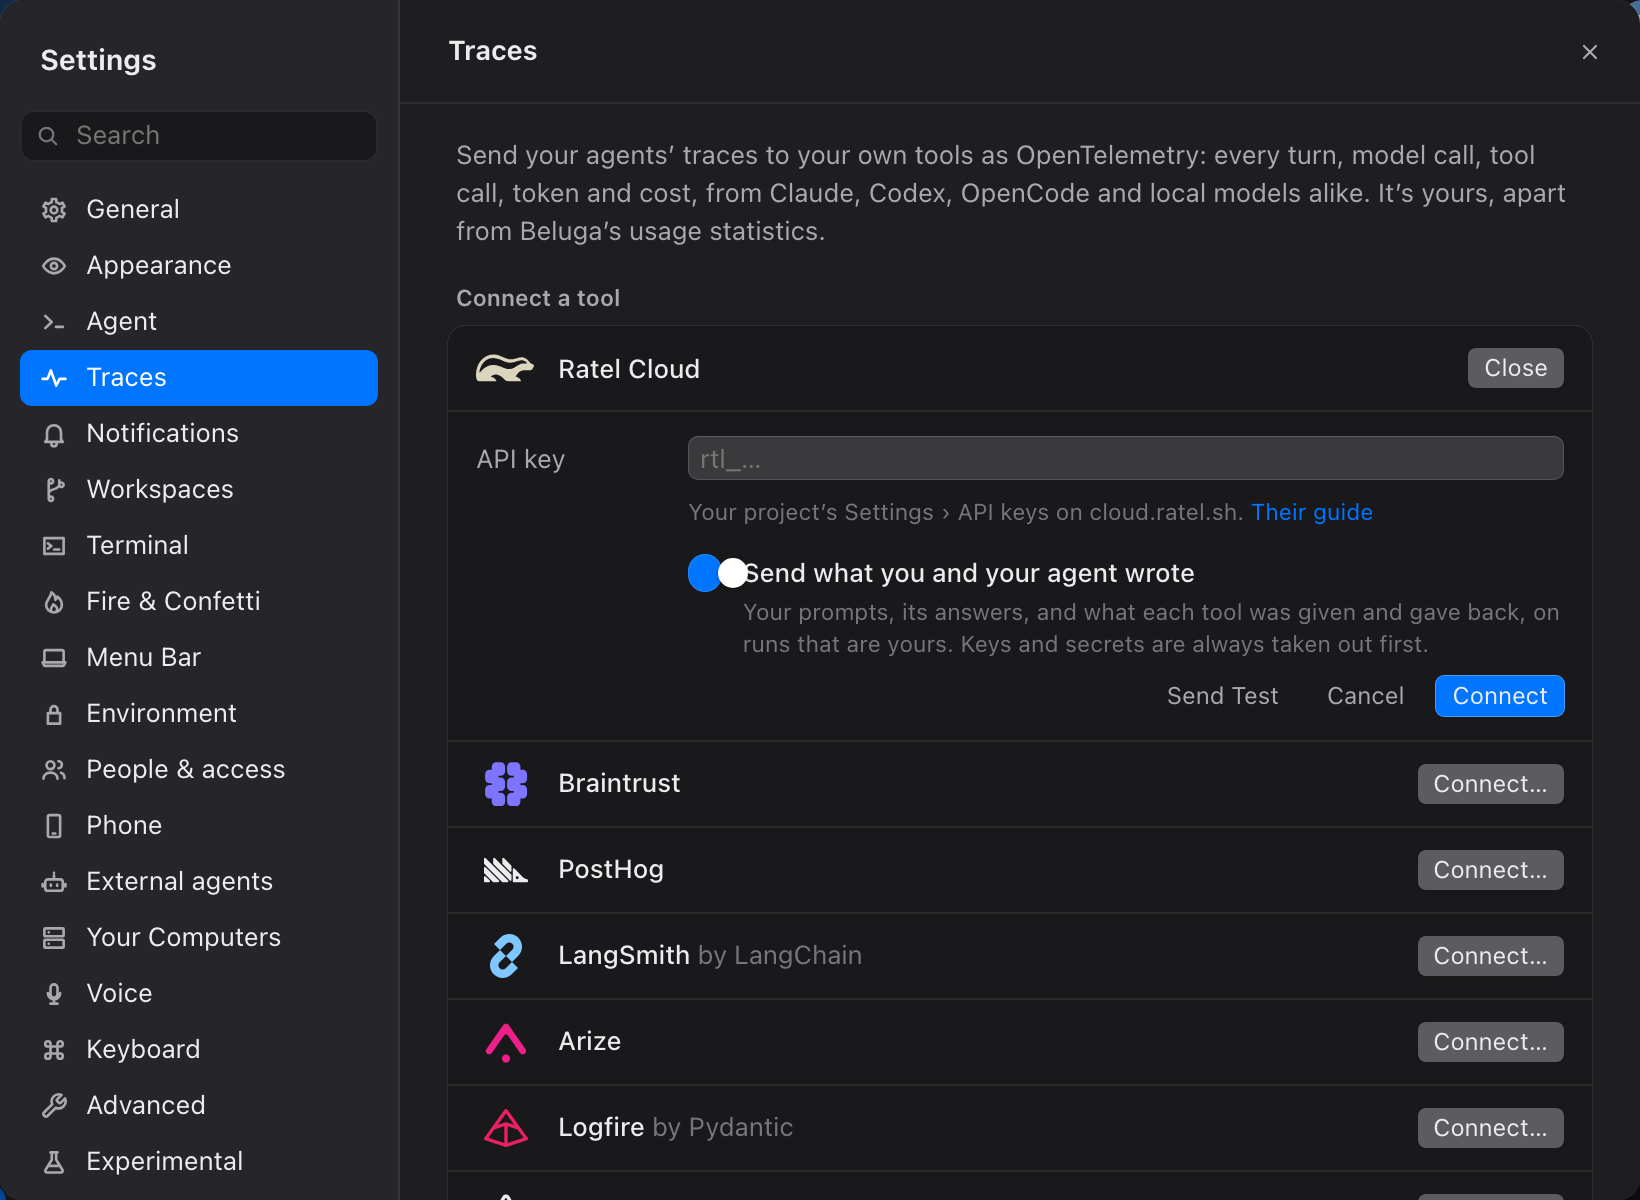 Settings
Search
General
Appearance
Agent
Traces
Notifications
Workspaces
Terminal
Fire & Confetti
Menu Bar
Environment
People & access
Phone
External agents
Your Computers
Voice
Keyboard
Advanced
Experimental
Traces
Send your agents’ traces to your own tools as OpenTelemetry: every turn, model call, tool
call, token and cost, from Claude, Codex, OpenCode and local models alike. It’s yours, apart
from Beluga’s usage statistics.
Connect a tool
Ratel Cloud
Close
API key
rtl_…
Your project’s Settings › API keys on cloud.ratel.sh. Their guide
Send what you and your agent wrote
Your prompts, its answers, and what each tool was given and gave back, on
runs that are yours. Keys and secrets are always taken out first.
Send Test
Cancel
Connect
Braintrust
Connect…
PostHog
Connect…
LangSmith by LangChain
Connect…
Arize
Connect…
Logfire by Pydantic
Connect…